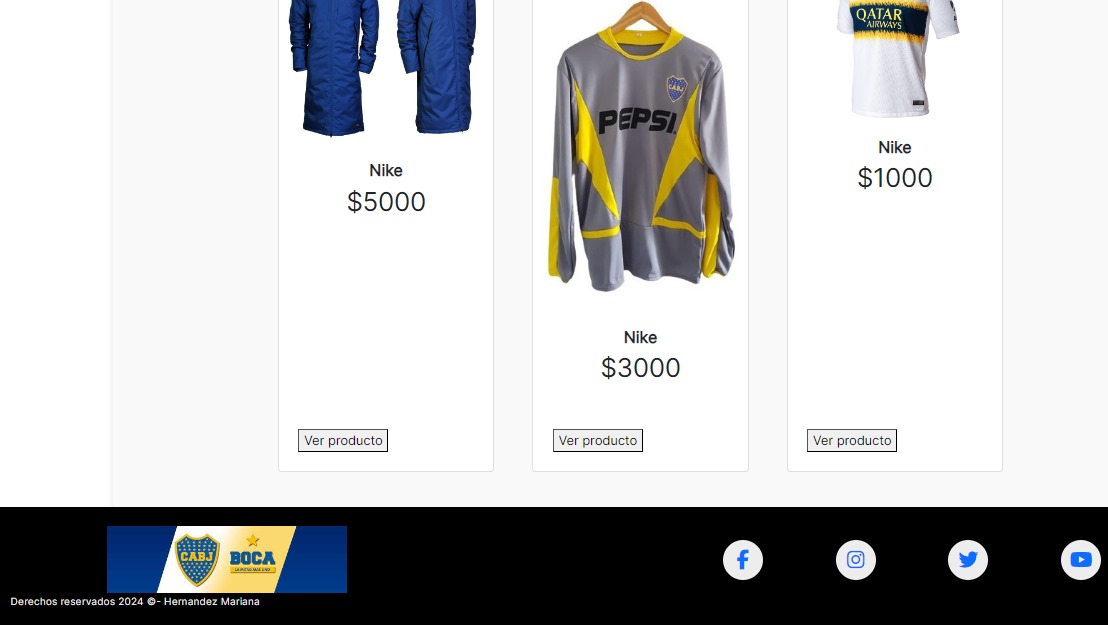 QATAR
AIRWAYS
CABJ
PEPSI
Nike
$5000
Nike
$3000
Nike
$1000
Ver producto
Ver producto
Ver producto
CABJ
BOCA
Derechos reservados 2024 ©- Hernandez Mariana